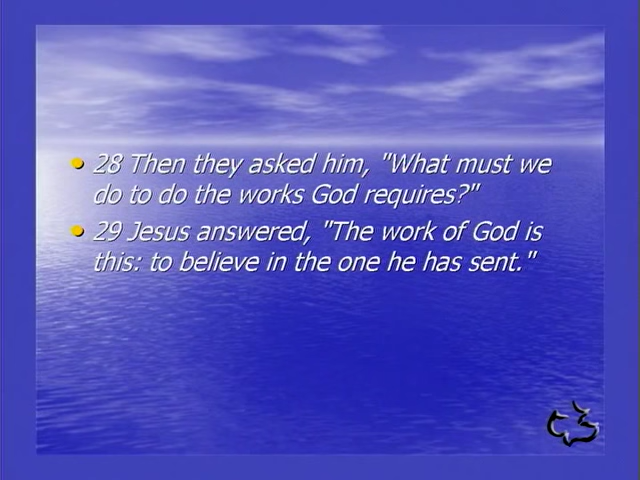 • 28 Then they asked him, "What must we
do to do the works God requires?"
• 29 Jesus answered, "The work of God is
this: to believe in the one he has sent."